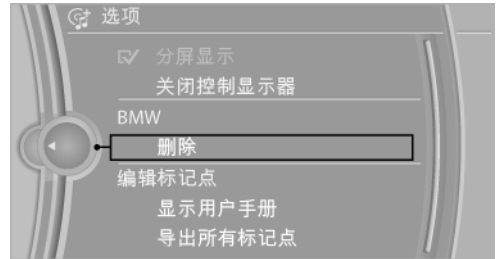 选项
分屏显示
关闭控制显示器
BMW
删除
编辑标记点
显示用户手册
导出所有标记点